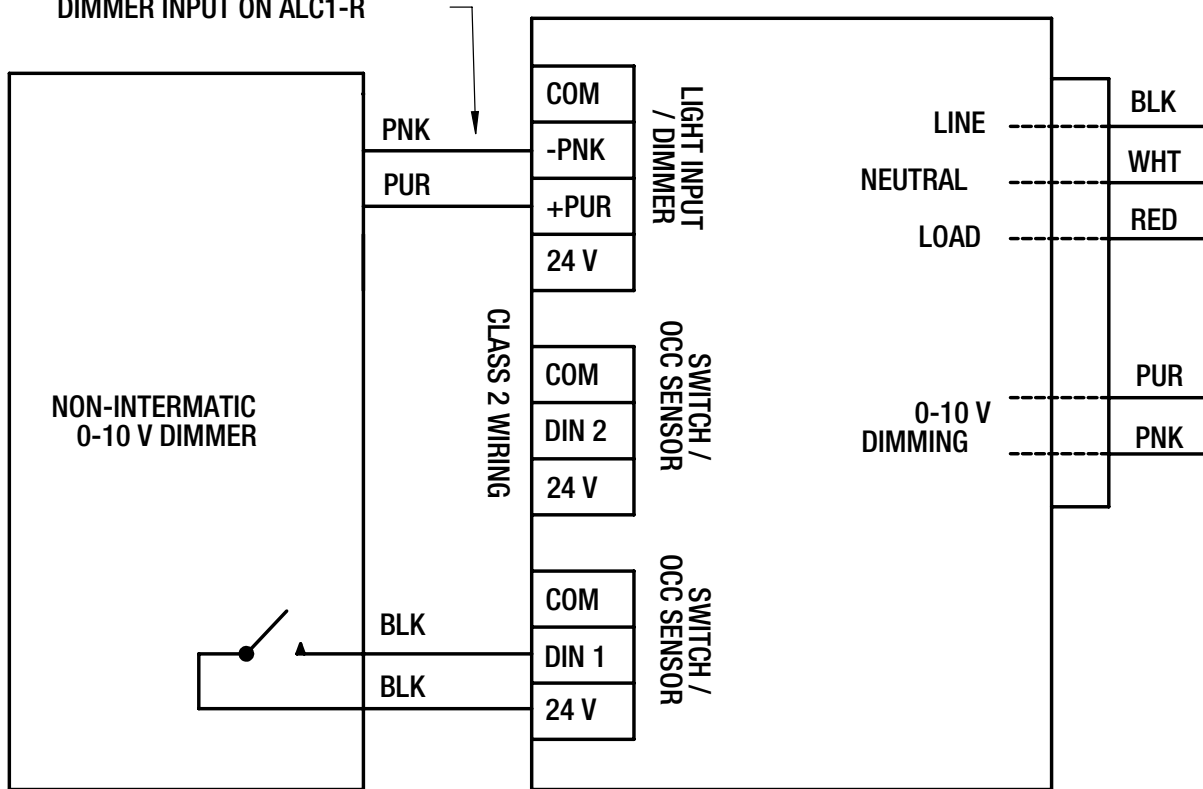 DIMMER INPUT ON ALC1-R
PNK
PUR
COM
-PNK
+PUR
24 V
LIGHT INPUT
/ DIMMER
LINE
NEUTRAL
LOAD
BLK
WHT
RED
NON-INTERMATIC
0-10 V DIMMER
CLASS 2 WIRING
COM
DIN 2
24 V
SWITCH /
OCC SENSOR
0-10 V
DIMMING
PUR
PNK
BLK
BLK
COM
DIN 1
24 V
SWITCH /
OCC SENSOR